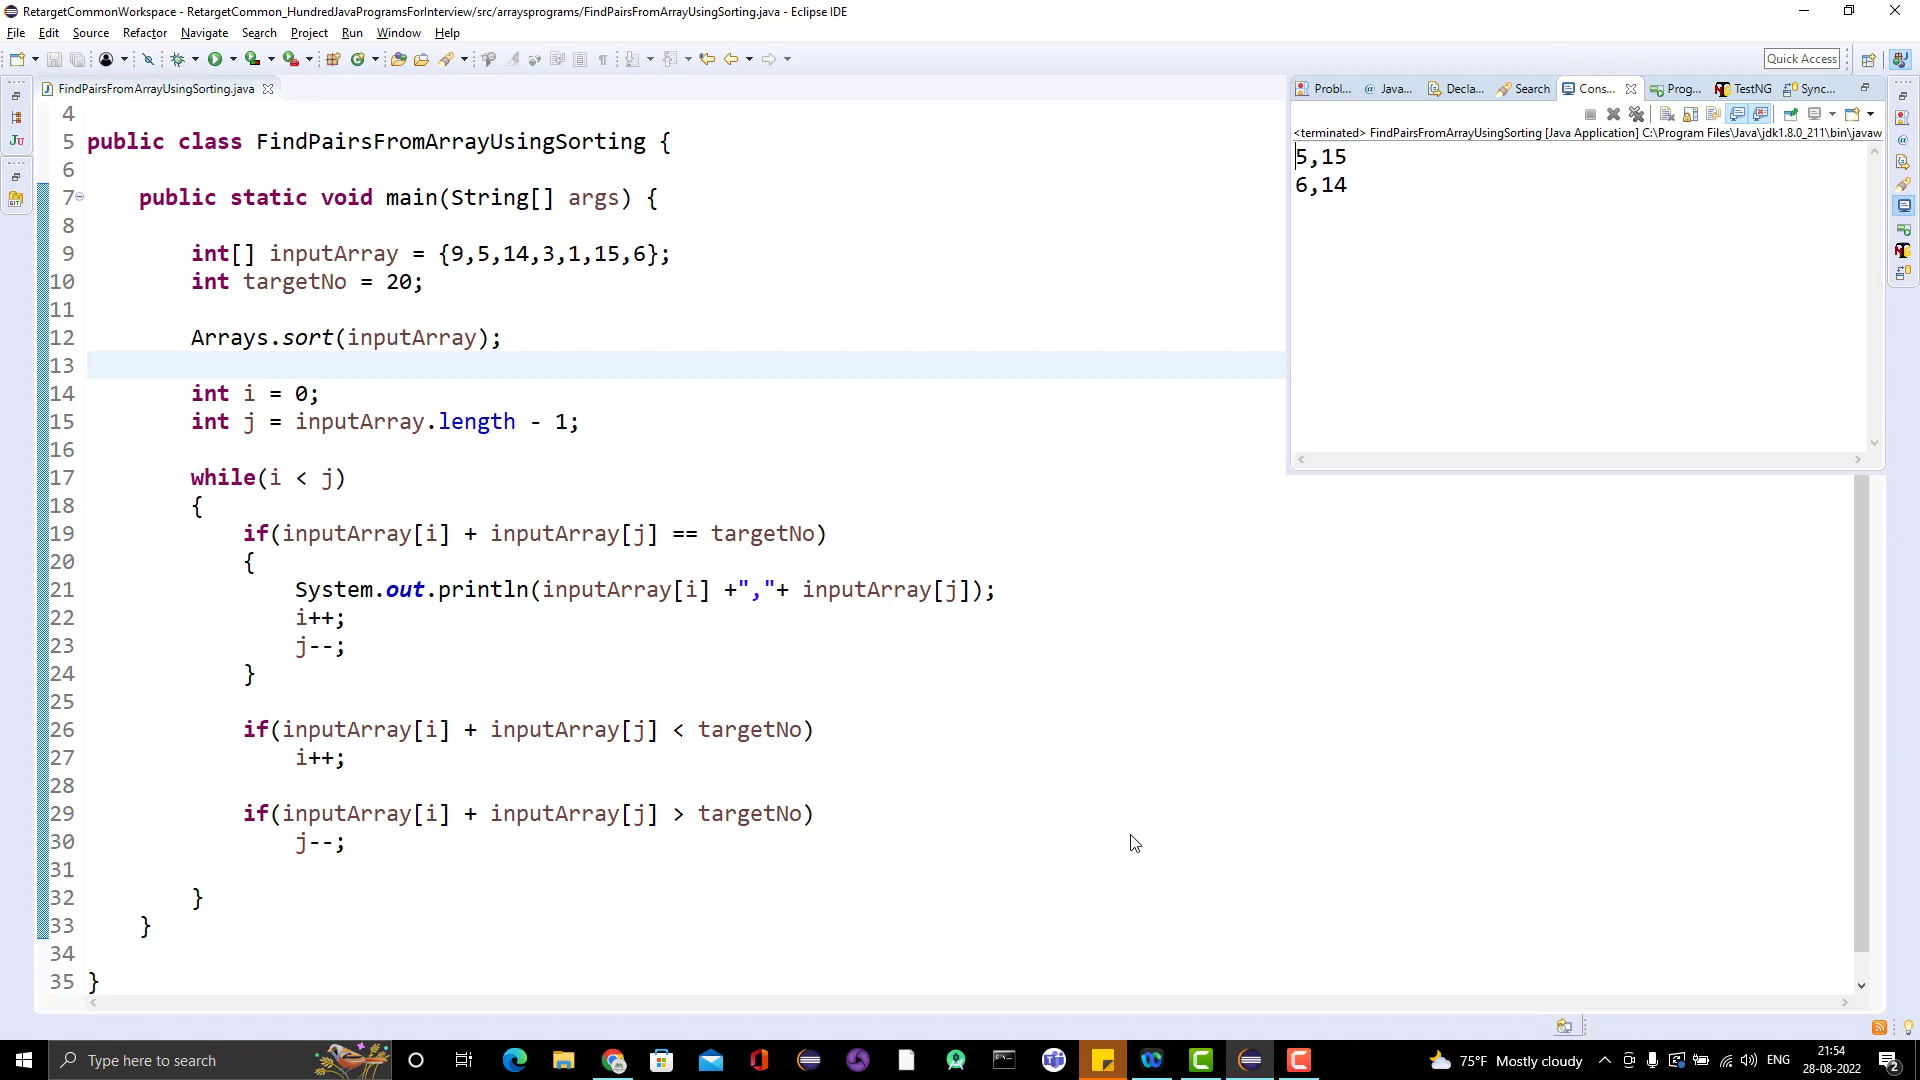 RetargetCommonWorkspace - RetargetCommon_HundredJavaProgramsForInterview/src/arraysprograms/FindPairsFromArrayUsingSorting.java - Eclipse IDE
File Edit Source Refactor Navigate Search Project Run Window Help
Quick Access
FindPairsFromArrayUsingSorting.java
4
5 public class FindPairsFromArrayUsingSorting {
6
7 public static void main(String[] args) {
8
9 int[] inputArray = {9,5,14,3,1,15,6};
10 int targetNo = 20;
11
12 Arrays.sort(inputArray);
13
14 int i = 0;
15 int j = inputArray.length - 1;
16
17 while(i < j)
18 {
19 if(inputArray[i] + inputArray[j] == targetNo)
20 {
21 System.out.println(inputArray[i] +","+ inputArray[j]);
22 i++;
23 j--;
24 }
25
26 if(inputArray[i] + inputArray[j] < targetNo)
27 i++;
28
29 if(inputArray[i] + inputArray[j] > targetNo)
30 j--;
31
32 }
33 }
34
35 }
Probl... Java... Decla... Search Cons... Prog... TestNG Sync...
<terminated> FindPairsFromArrayUsingSorting [Java Application] C:\Program Files\Java\jdk1.8.0_211\bin\javaw
5,15
6,14
Type here to search
75°F Mostly cloudy
ENG
21:54
28-08-2022
2